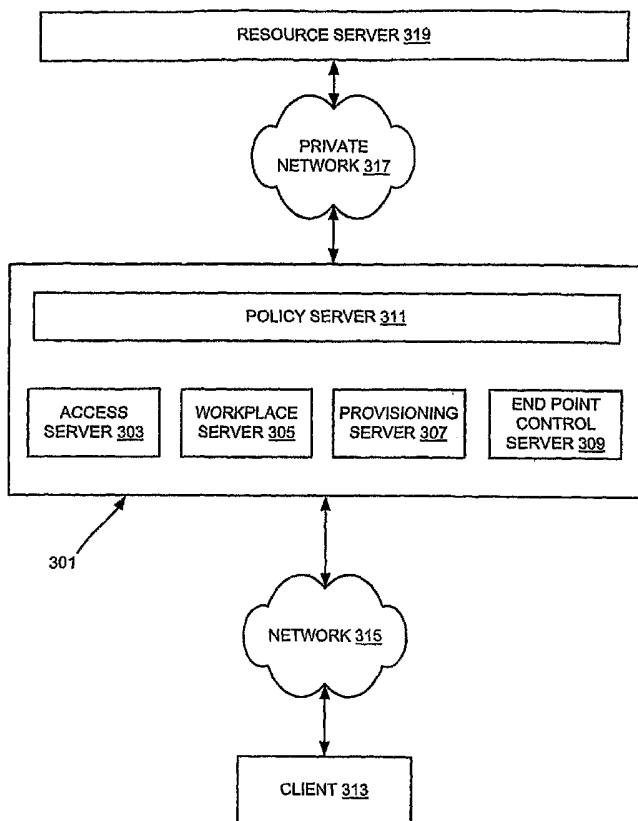 RESOURCE SERVER 319
PRIVATE
NETWORK 317
POLICY SERVER 311
ACCESS
SERVER 303
WORKPLACE
SERVER 305
PROVISIONING
SERVER 307
END POINT
CONTROL
SERVER 309
301
NETWORK 315
CLIENT 313